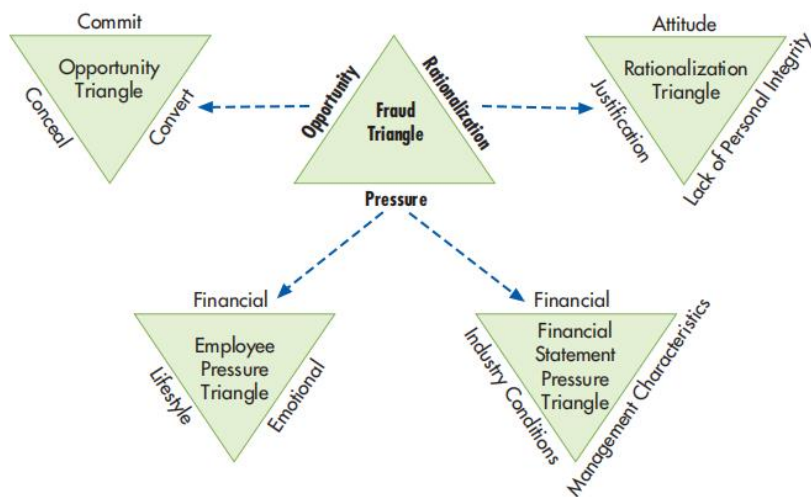 Commit
Opportunity
Triangle
Conceal
Convert
Opportunity
Fraud
Triangle
Rationalization
Pressure
Attitude
Rationalization
Triangle
Justification
Lack of Personal Integrity
Financial
Employee
Pressure
Triangle
Lifestyle
Emotional
Financial
Financial
Statement
Pressure
Triangle
Industry Conditions
Management Characteristics